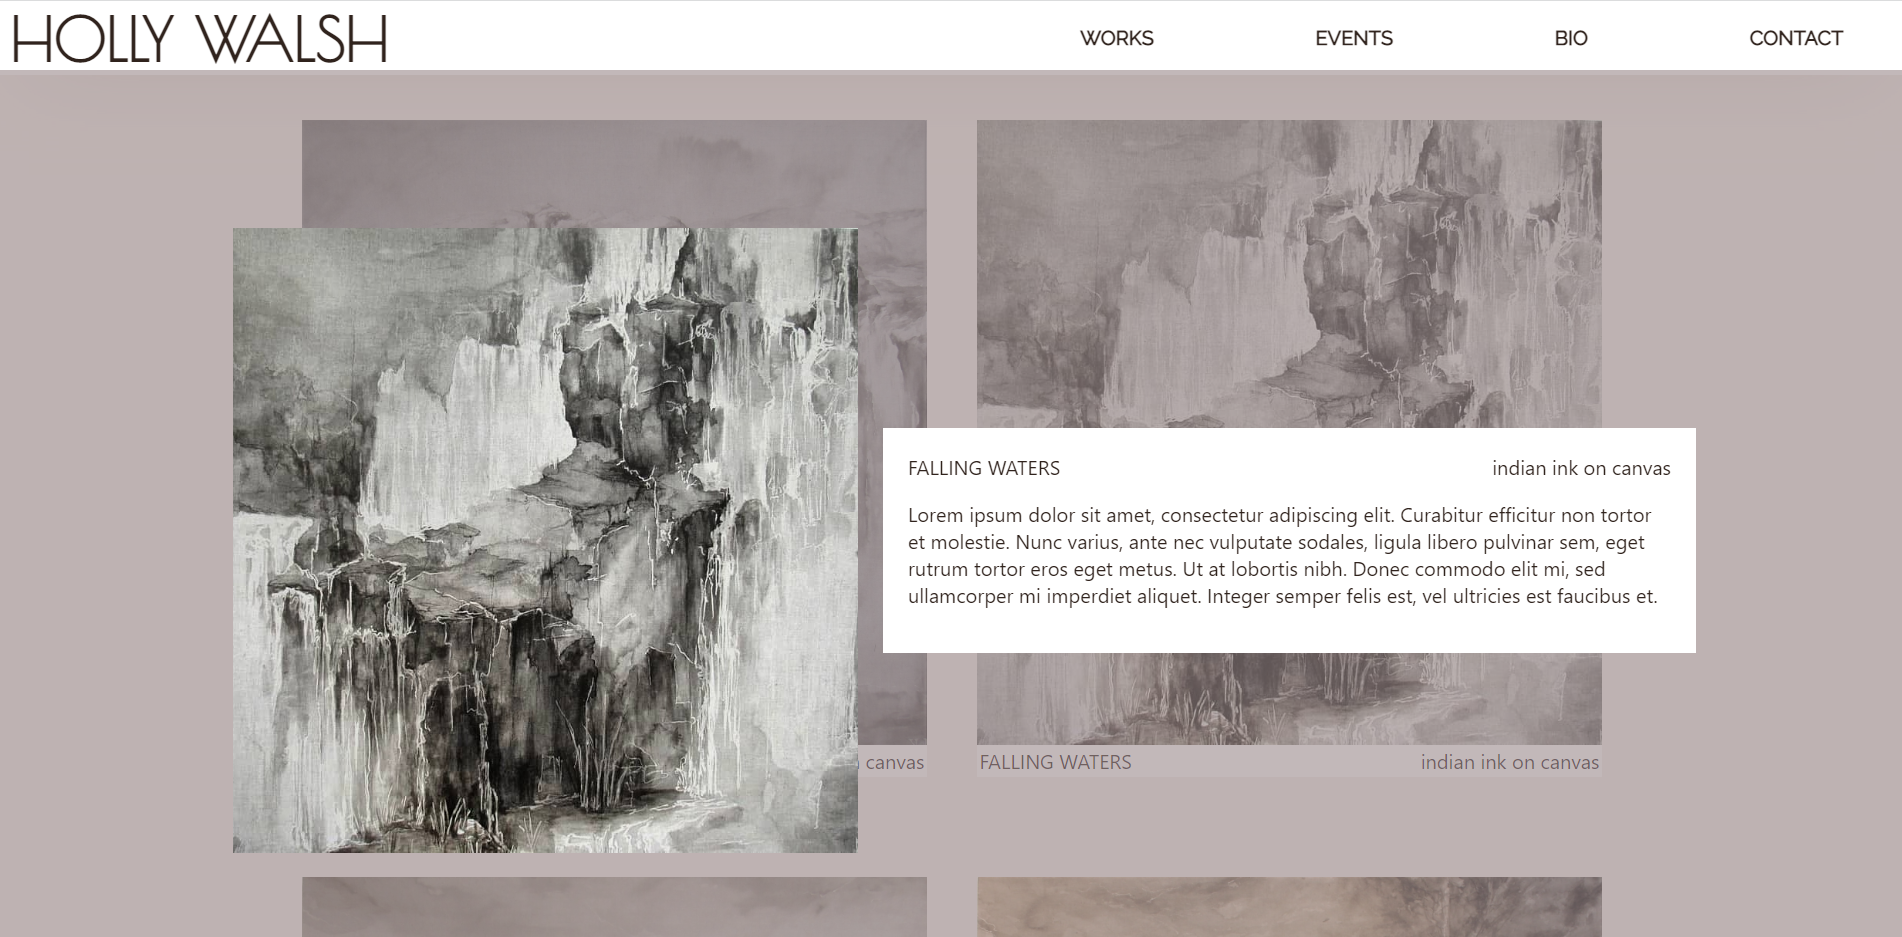 HOLLY WALSH
WORKS EVENTS BIO CONTACT
FALLING WATERS indian ink on canvas
Lorem ipsum dolor sit amet, consectetur adipiscing elit. Curabitur efficitur non tortor
et molestie. Nunc varius, ante nec vulputate sodales, ligula libero pulvinar sem, eget
rutrum tortor eros eget metus. Ut at lobortis nibh. Donec commodo elit mi, sed
ullamcorper mi imperdiet aliquet. Integer semper felis est, vel ultricies est faucibus et.
canvas
FALLING WATERS indian ink on canvas